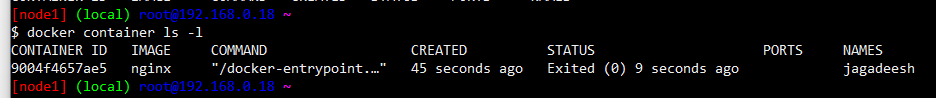 [node1] (local) root@192.168.0.18 ~
$ docker container ls -l
CONTAINER ID   IMAGE     COMMAND                  CREATED          STATUS                     PORTS     NAMES
9004f4657ae5   nginx     "/docker-entrypoint.…"   45 seconds ago   Exited (0) 9 seconds ago             jagadeesh
[node1] (local) root@192.168.0.18 ~